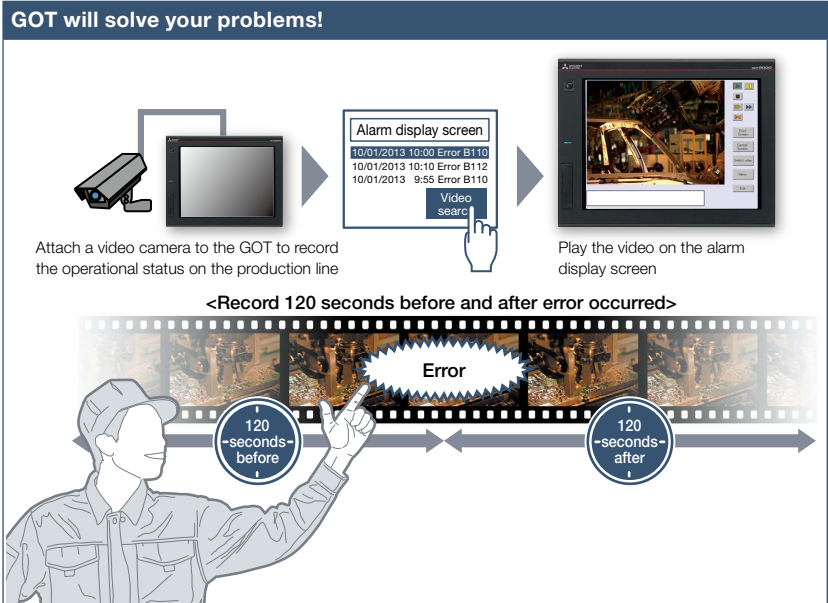 GOT will solve your problems!
Alarm display screen
10/01/2013 10:00 Error B110
10/01/2013 10:10 Error B112
10/01/2013 9:55 Error B110
Video
searc
Attach a video camera to the GOT to record
the operational status on the production line
Play the video on the alarm
display screen
<Record 120 seconds before and after error occurred>
Error
120
seconds
before
120
seconds
after